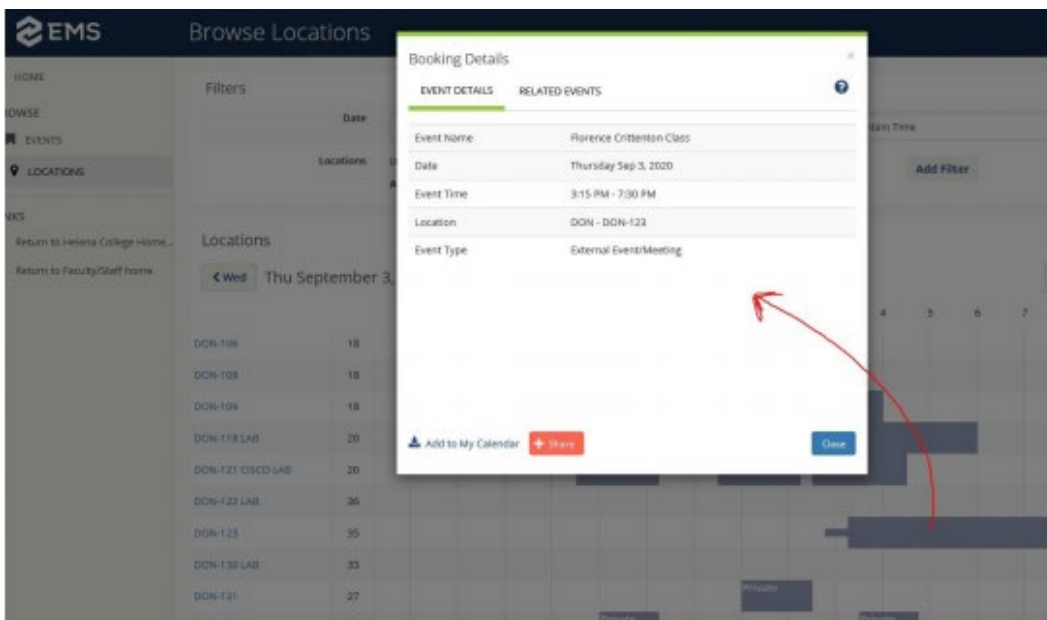 EMS
Browse Locations
HOME
OWSE
EVENTS
LOCATIONS
NKS
Return to Helena College Home...
Return to Faculty/Staff home
Filters
Date
Locations
Add Filter
Booking Details
×
EVENT DETAILS RELATED EVENTS ?
Event Name Florence Crittenton Class
Date Thursday Sep 3, 2020
Event Time 3:15 PM - 7:30 PM
Location DON - DON-123
Event Type External Event/Meeting
Add to My Calendar + Share Close
Locations
Wed Thu September 3,
4 5 6 7
DON-106 18
DON-108 18
DON-109 18
DON-118 LAB 20
DON-121 CISCO LAB 20
DON-122 LAB 36
DON-123 35
DON-130 LAB 33
DON-131 27
Private